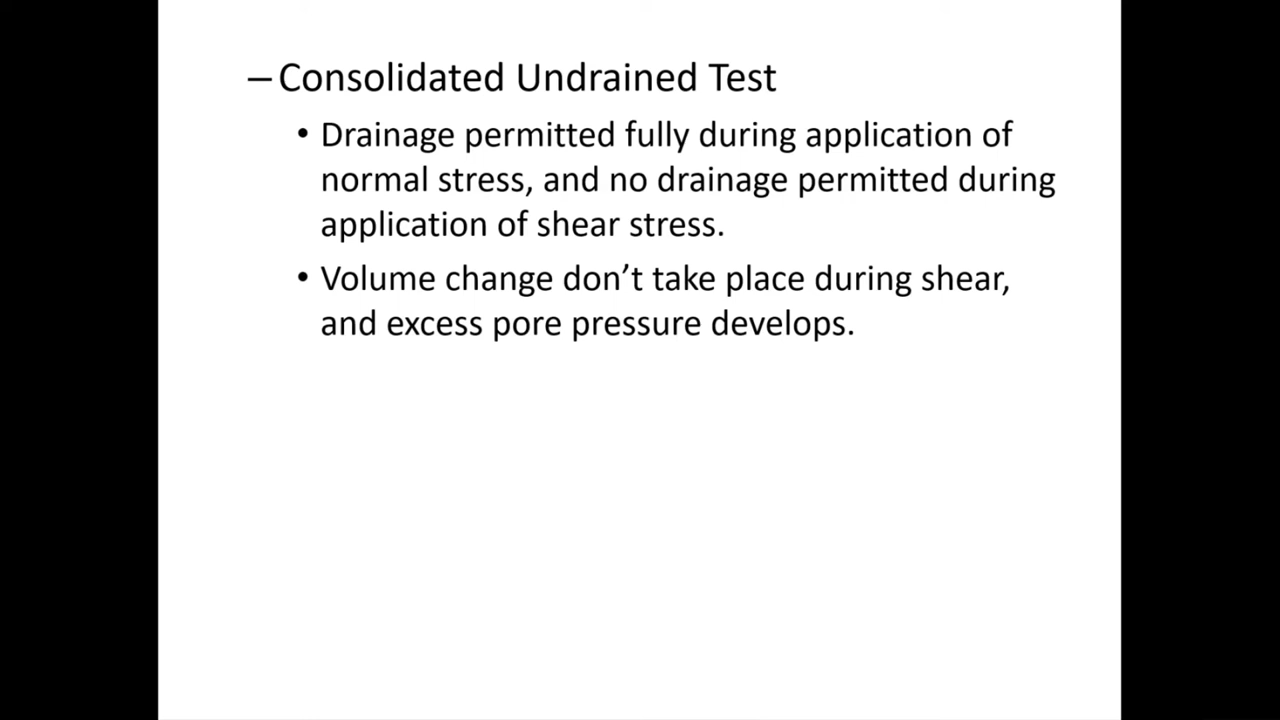 – Consolidated Undrained Test
• Drainage permitted fully during application of
normal stress, and no drainage permitted during
application of shear stress.
• Volume change don’t take place during shear,
and excess pore pressure develops.